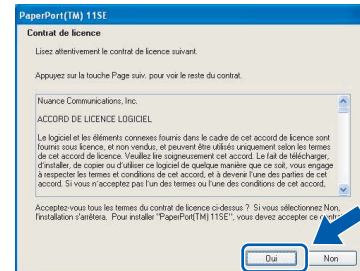 PaperPort(TM) 11SE
Contrat de licence
Lisez attentivement le contrat de licence suivant.
Appuyez sur la touche Page suiv. pour voir le reste du contrat.
Nuance Communications, Inc.
ACCORD DE LICENCE LOGICIEL
Le logiciel et les éléments connexes fournis dans le cadre de cet accord de licence sont
fournis sous licence, et non vendus, et peuvent être utilisés uniquement selon les termes
de cet accord de licence. Veuillez lire soigneusement cet accord. Le fait de télécharger,
d'installer, de copier ou d'utiliser ce logiciel de quelque manière que ce soit, vous engage
à respecter les termes et conditions de cet accord, et à devenir l'une des parties de cet
accord. Si vous n'acceptez pas l'un des termes ou l'une des conditions de cet accord,
Acceptez-vous tous les termes du contrat de licence ci-dessus ? Si vous sélectionnez Non,
l'installation s'arrêtera. Pour installer "PaperPort(TM) 11SE", vous devez accepter ce
Oui
Non